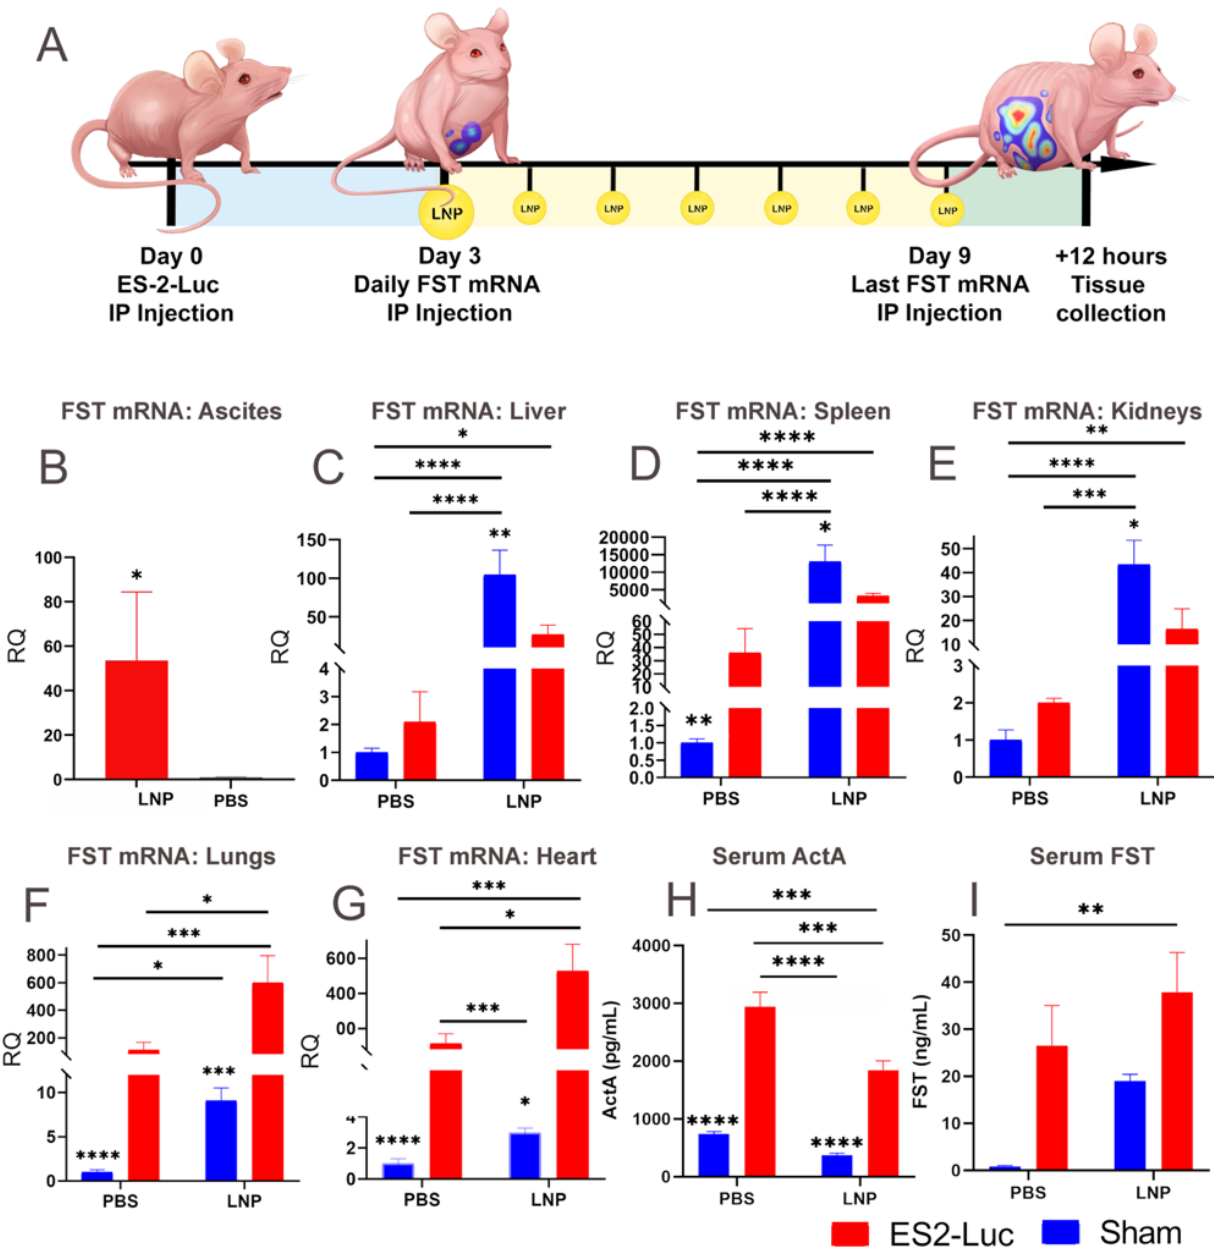 A
LNP
LNP
LNP
LNP
LNP
LNP
LNP
Day 0
ES-2-Luc
IP Injection
Day 3
Daily FST mRNA
IP Injection
Day 9
Last FST mRNA
IP Injection
+12 hours
Tissue
collection
FST mRNA: Ascites
B
RQ
100
80
60
40
20
0
*
LNP
PBS
FST mRNA: Liver
C
*
****
****
**
RQ
150
100
50
4
3
2
1
0
PBS
LNP
FST mRNA: Spleen
D
****
****
****
*
**
RQ
20000
15000
10000
5000
60
50
40
30
20
10
2.0
1.5
1.0
0.5
0.0
PBS
LNP
FST mRNA: Kidneys
E
**
****
***
*
RQ
50
40
30
20
10
3
2
1
0
PBS
LNP
FST mRNA: Lungs
F
*
***
*
***
****
RQ
800
600
400
200
10
5
0
PBS
LNP
FST mRNA: Heart
G
***
*
***
*
****
RQ
600
400
00
4
2
0
PBS
LNP
Serum ActA
H
***
***
****
****
****
ActA (pg/mL)
4000
3000
2000
1000
0
PBS
LNP
Serum FST
I
**
FST (ng/mL)
50
40
30
20
10
0
PBS
LNP
ES2-Luc
Sham